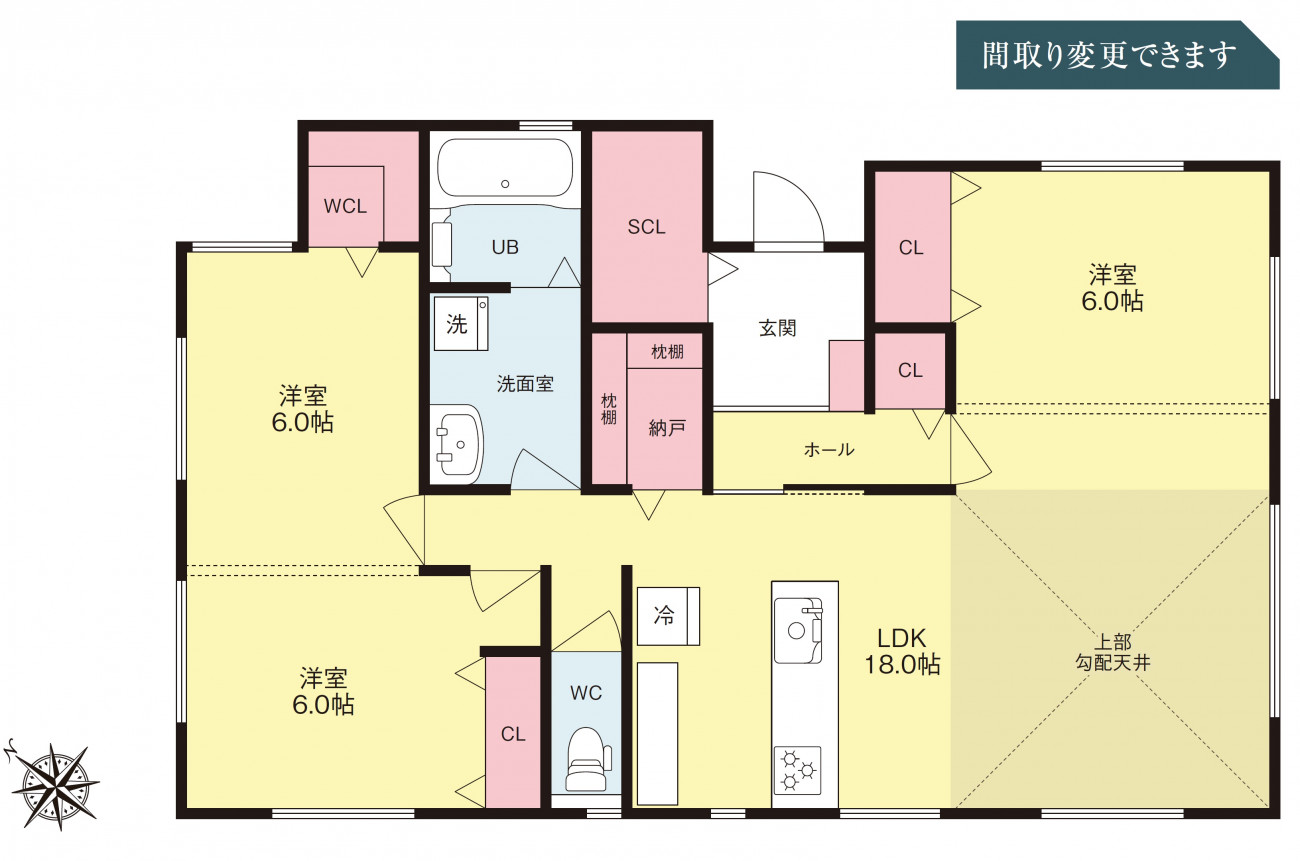 間取り変更できます
WCL
UB
SCL
CL
洋室
6.0帖
洗
枕棚
玄関
CL
洗面室
枕棚
洋室
6.0帖
納戸
ホール
冷
LDK
18.0帖
上部
勾配天井
洋室
6.0帖
WC
CL
N